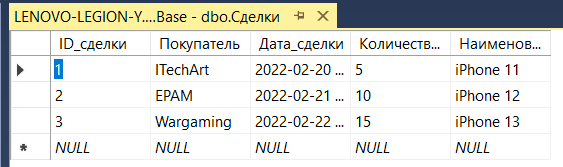 LENOVO-LEGION-Y....Base - dbo.Сделки
ID_сделки Покупатель Дата_сделки Количеств... Наименов...
1 ITechArt 2022-02-20 ... 5 iPhone 11
2 EPAM 2022-02-21 ... 10 iPhone 12
3 Wargaming 2022-02-22 ... 15 iPhone 13
NULL NULL NULL NULL NULL